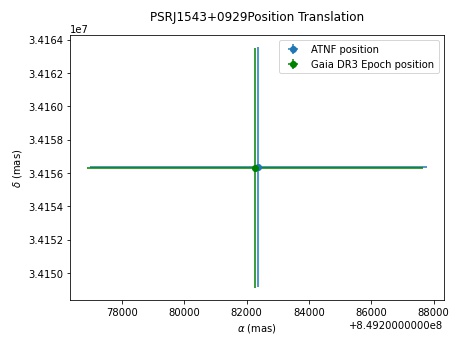 PSRJ1543+0929Position Translation
1e7
ATNF position
Gaia DR3 Epoch position
3.4164
3.4162
3.4160
3.4158
3.4156
3.4154
3.4152
3.4150
δ (mas)
78000 80000 82000 84000 86000 88000
α (mas)
+8.4920000000e8